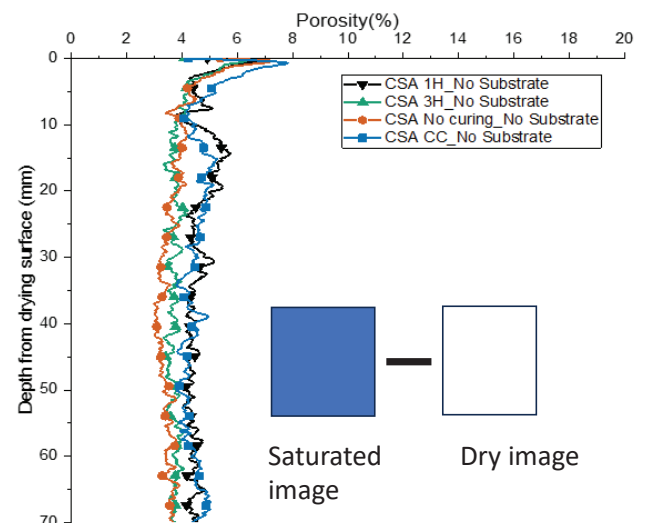 Porosity(%)
0 2 4 6 8 10 12 14 16 18 20
0
10
20
30
40
50
60
70
Depth from drying surface (mm)
CSA 1H_No Substrate
CSA 3H_No Substrate
CSA No curing_No Substrate
CSA CC_No Substrate
Saturated
image
Dry image